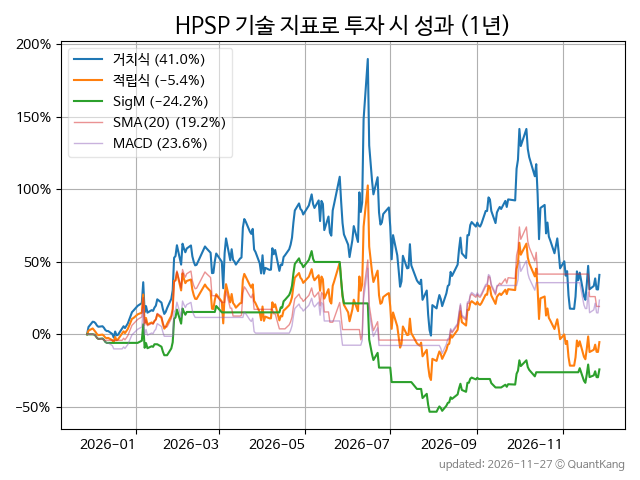 HPSP 기술 지표로 투자 시 성과 (1년)
200%
150%
100%
50%
0%
−50%
거치식 (41.0%)
적립식 (−5.4%)
SigM (−24.2%)
SMA(20) (19.2%)
MACD (23.6%)
2026-01
2026-03
2026-05
2026-07
2026-09
2026-11
updated: 2026-11-27 © QuantKang